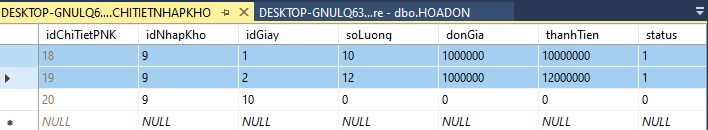 DESKTOP-GNULQ6....CHITIETNHAPKHO DESKTOP-GNULQ63...re - dbo.HOADON
idChiTietPNK idNhapKho idGiay soLuong donGia thanhTien status
18 9 1 10 1000000 10000000 1
19 9 2 12 1000000 12000000 1
20 9 10 0 0 0 0
NULL NULL NULL NULL NULL NULL NULL